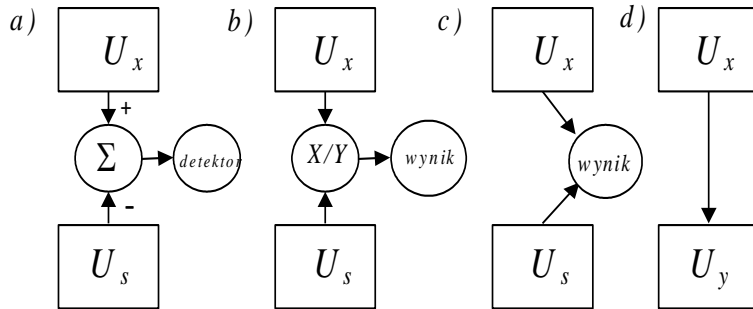 a) b) c) d)
U_x U_x U_x U_x
+
Σ detektor X/Y wynik wynik
-
U_s U_s U_s U_y